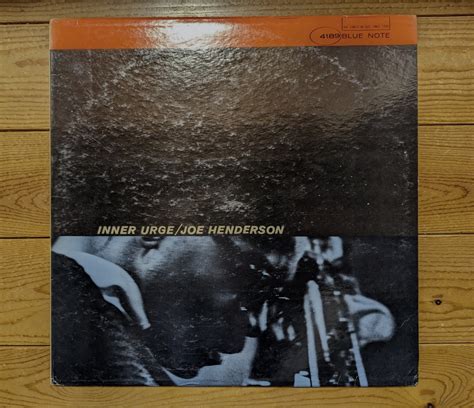 4189 BLUE NOTE
INNER URGE/JOE HENDERSON